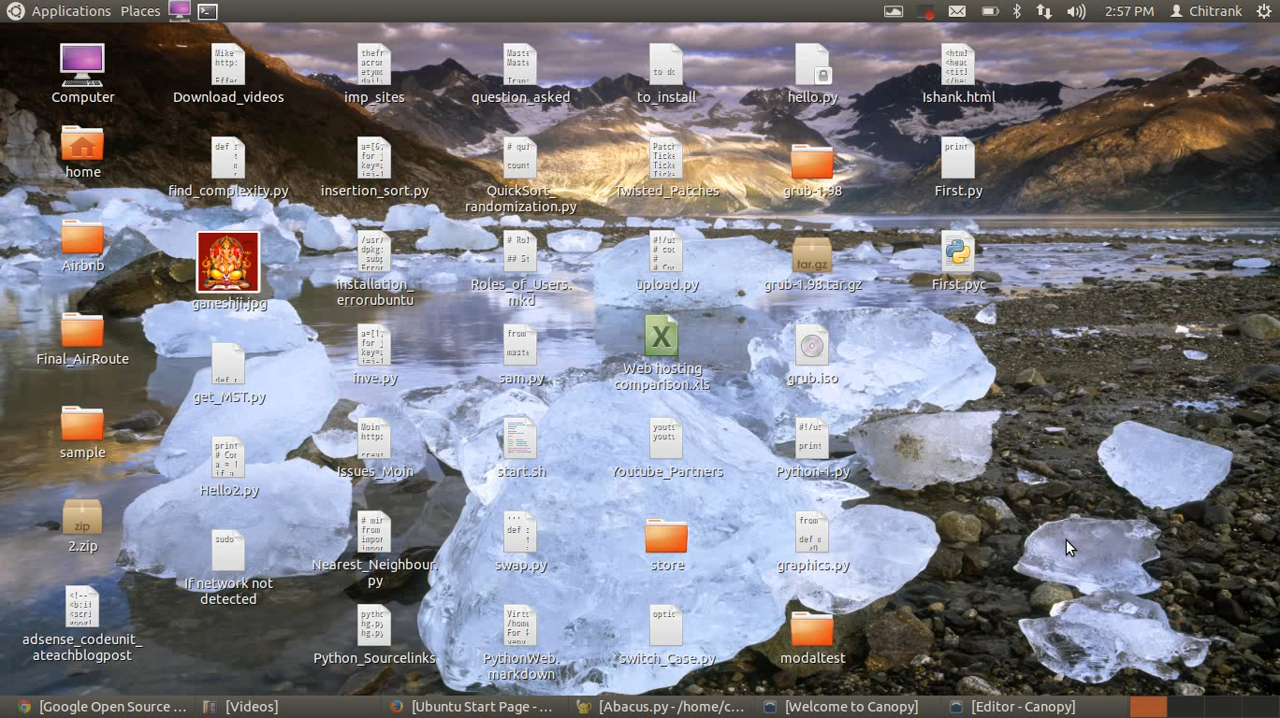 Applications Places 2:57 PM Chitrank
Computer
Download_videos
imp_sites
question_asked
to_install
hello.py
Ishank.html
home
find_complexity.py
insertion_sort.py
QuickSort_
randomization.py
Twisted_Patches
grub-1-98
First.py
Airbnb
ganeshji.jpg
installation_
errorubuntu
Roles_of_Users.
mkd
upload.py
tar.gz
grub-1.98.tar.gz
First.pyc
Final_AirRoute
get_MST.py
inve.py
sam.py
Web hosting
comparison.xls
grub.iso
sample
Hello2.py
Issues_Moin
start.sh
Youtube_Partners
Python-1.py
zip
2.zip
If network not
detected
Nearest_Neighbour.
py
swap.py
store
graphics.py
adsense_codeunit_
ateachblogpost
Python_Sourcelinks
PythonWeb.
markdown
switch_Case.py
modaltest
[Google Open Source ... [Videos] [Ubuntu Start Page - ... [Abacus.py - /home/c... [Welcome to Canopy] [Editor - Canopy]